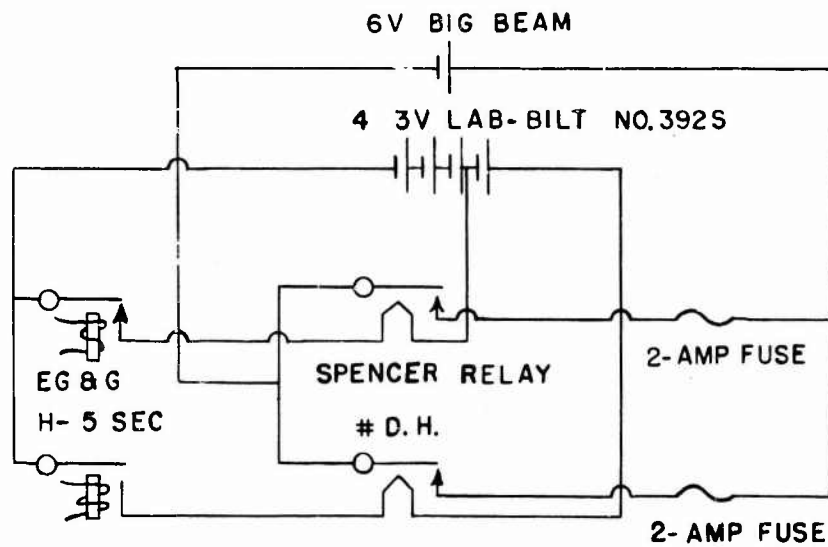 6V BIG BEAM
4 3V LAB-BILT NO. 392S
2-AMP FUSE
EG & G
SPENCER RELAY
H-5 SEC
# D. H.
2-AMP FUSE